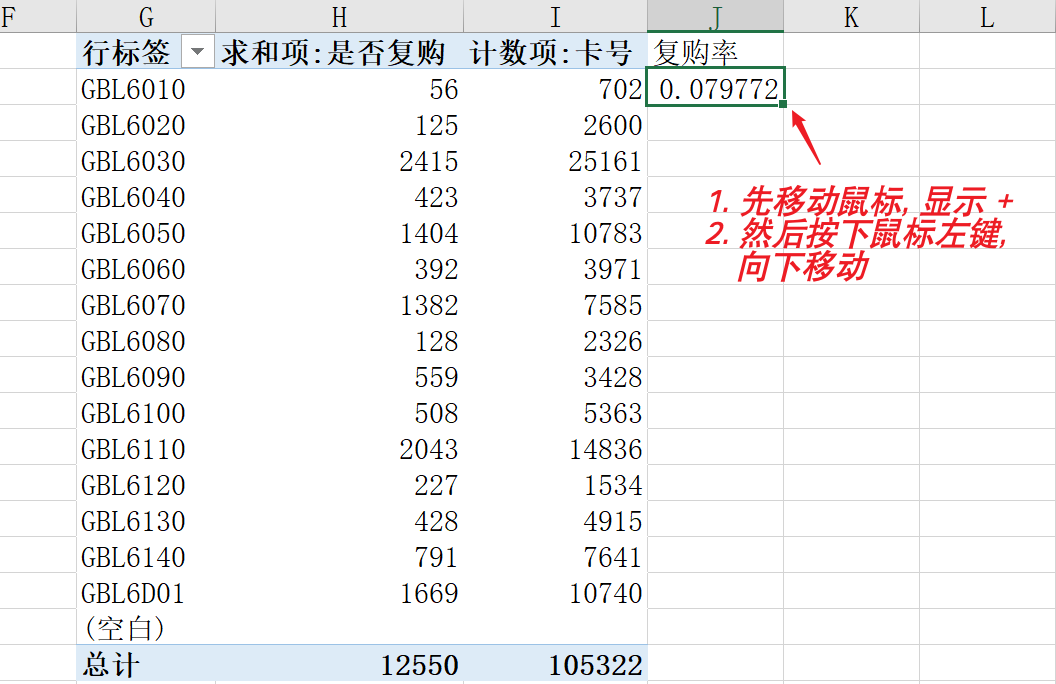 F G H I J K L
行标签 求和项:是否复购 计数项:卡号 复购率
GBL6010 56 702 0.079772
GBL6020 125 2600
GBL6030 2415 25161
GBL6040 423 3737
GBL6050 1404 10783
GBL6060 392 3971
GBL6070 1382 7585
GBL6080 128 2326
GBL6090 559 3428
GBL6100 508 5363
GBL6110 2043 14836
GBL6120 227 1534
GBL6130 428 4915
GBL6140 791 7641
GBL6D01 1669 10740
(空白)
总计 12550 105322
1. 先移动鼠标, 显示 +
2. 然后按下鼠标左键,
向下移动